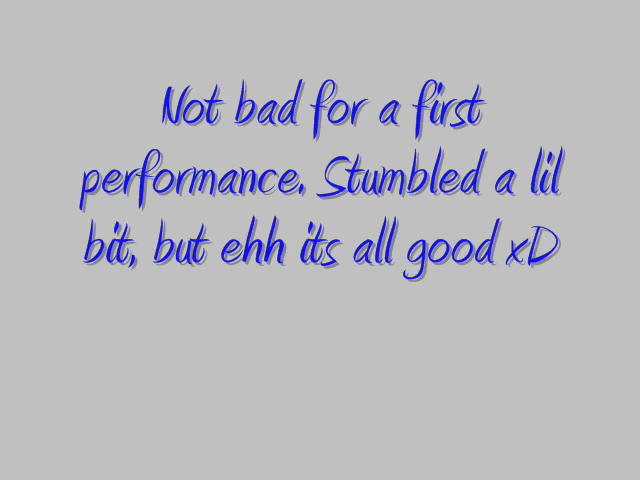 Not bad for a first
performance. Stumbled a lil
bit, but ehh its all good xD